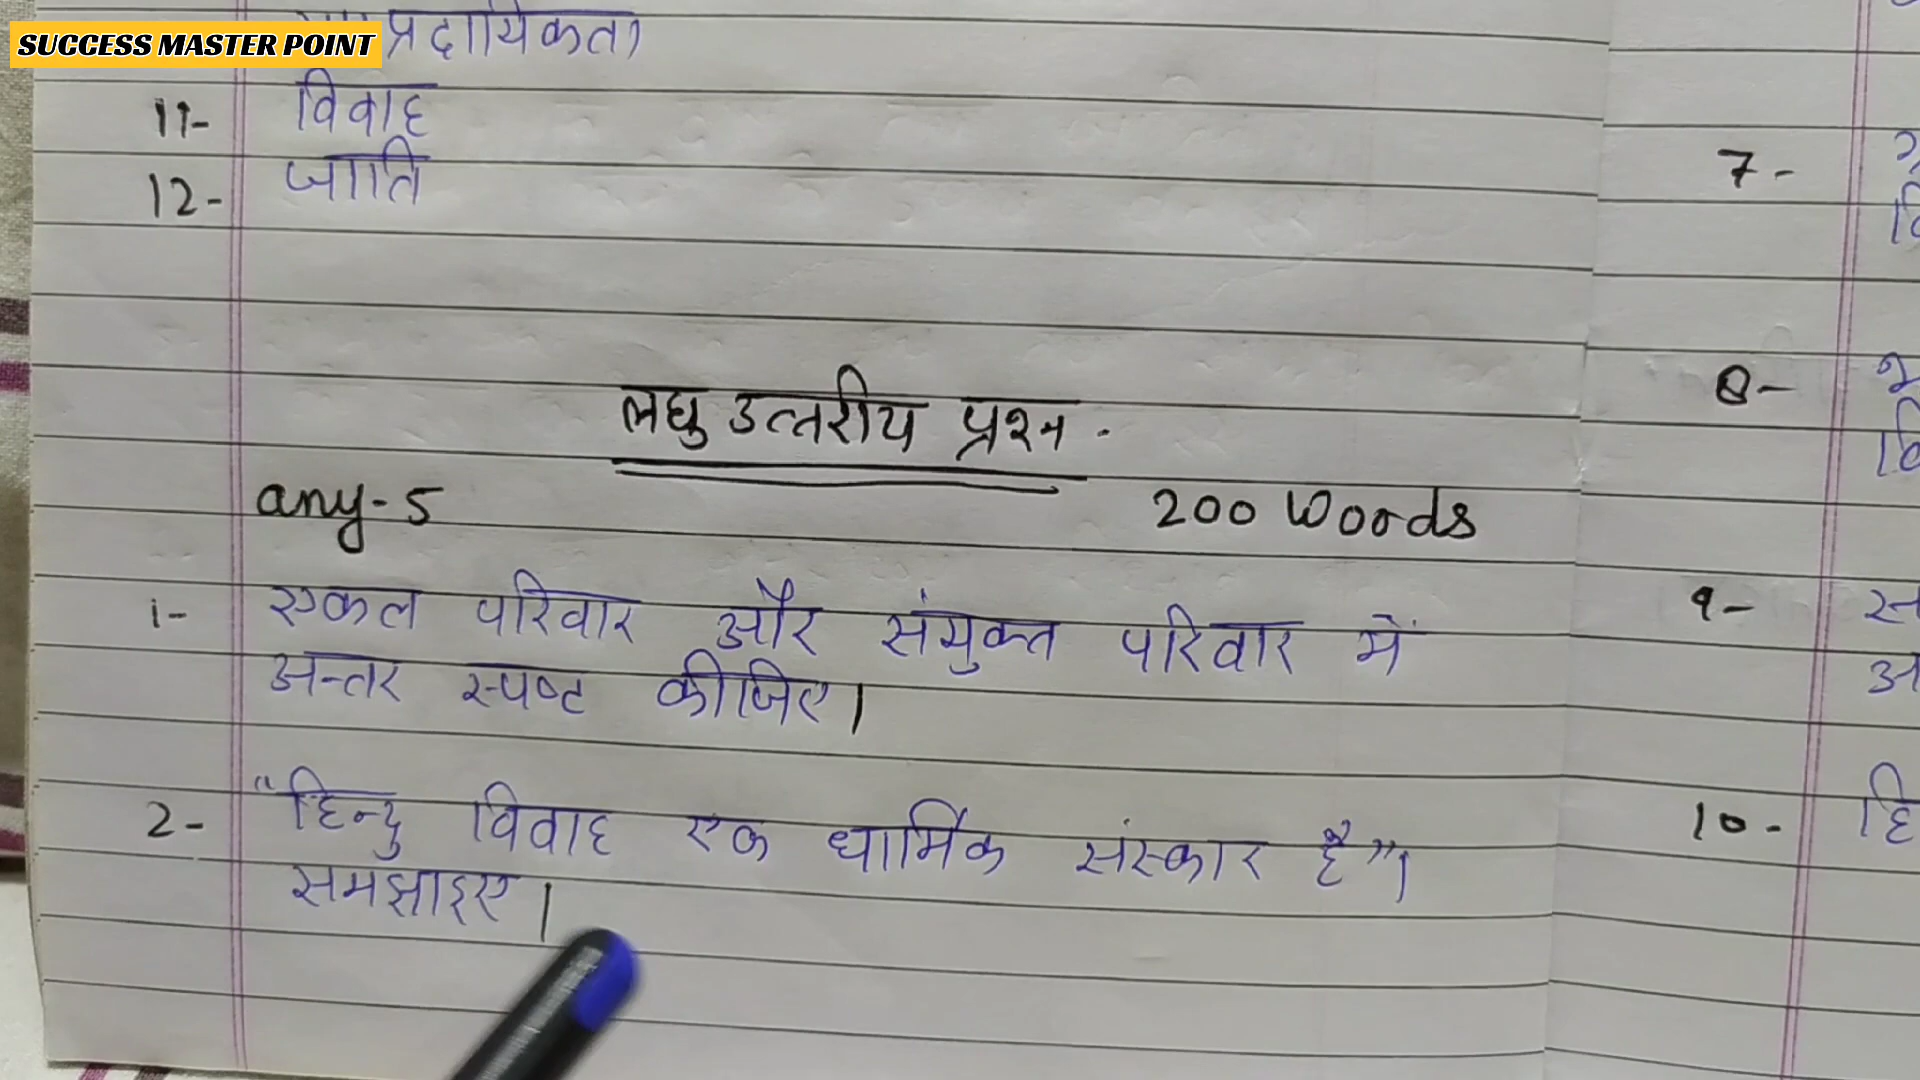 SUCCESS MASTER POINT
प्रदायिकता
11- विवाह
12- जाति
लघु उत्तरीय प्रश्न.
any-5 200 Words
1- एकल परिवार और संयुक्त परिवार में
अन्तर स्पष्ट कीजिए।
2- "हिन्दु विवाह एक धार्मिक संस्कार है"।
समझाइए।
7-
8-
9-
10- हि